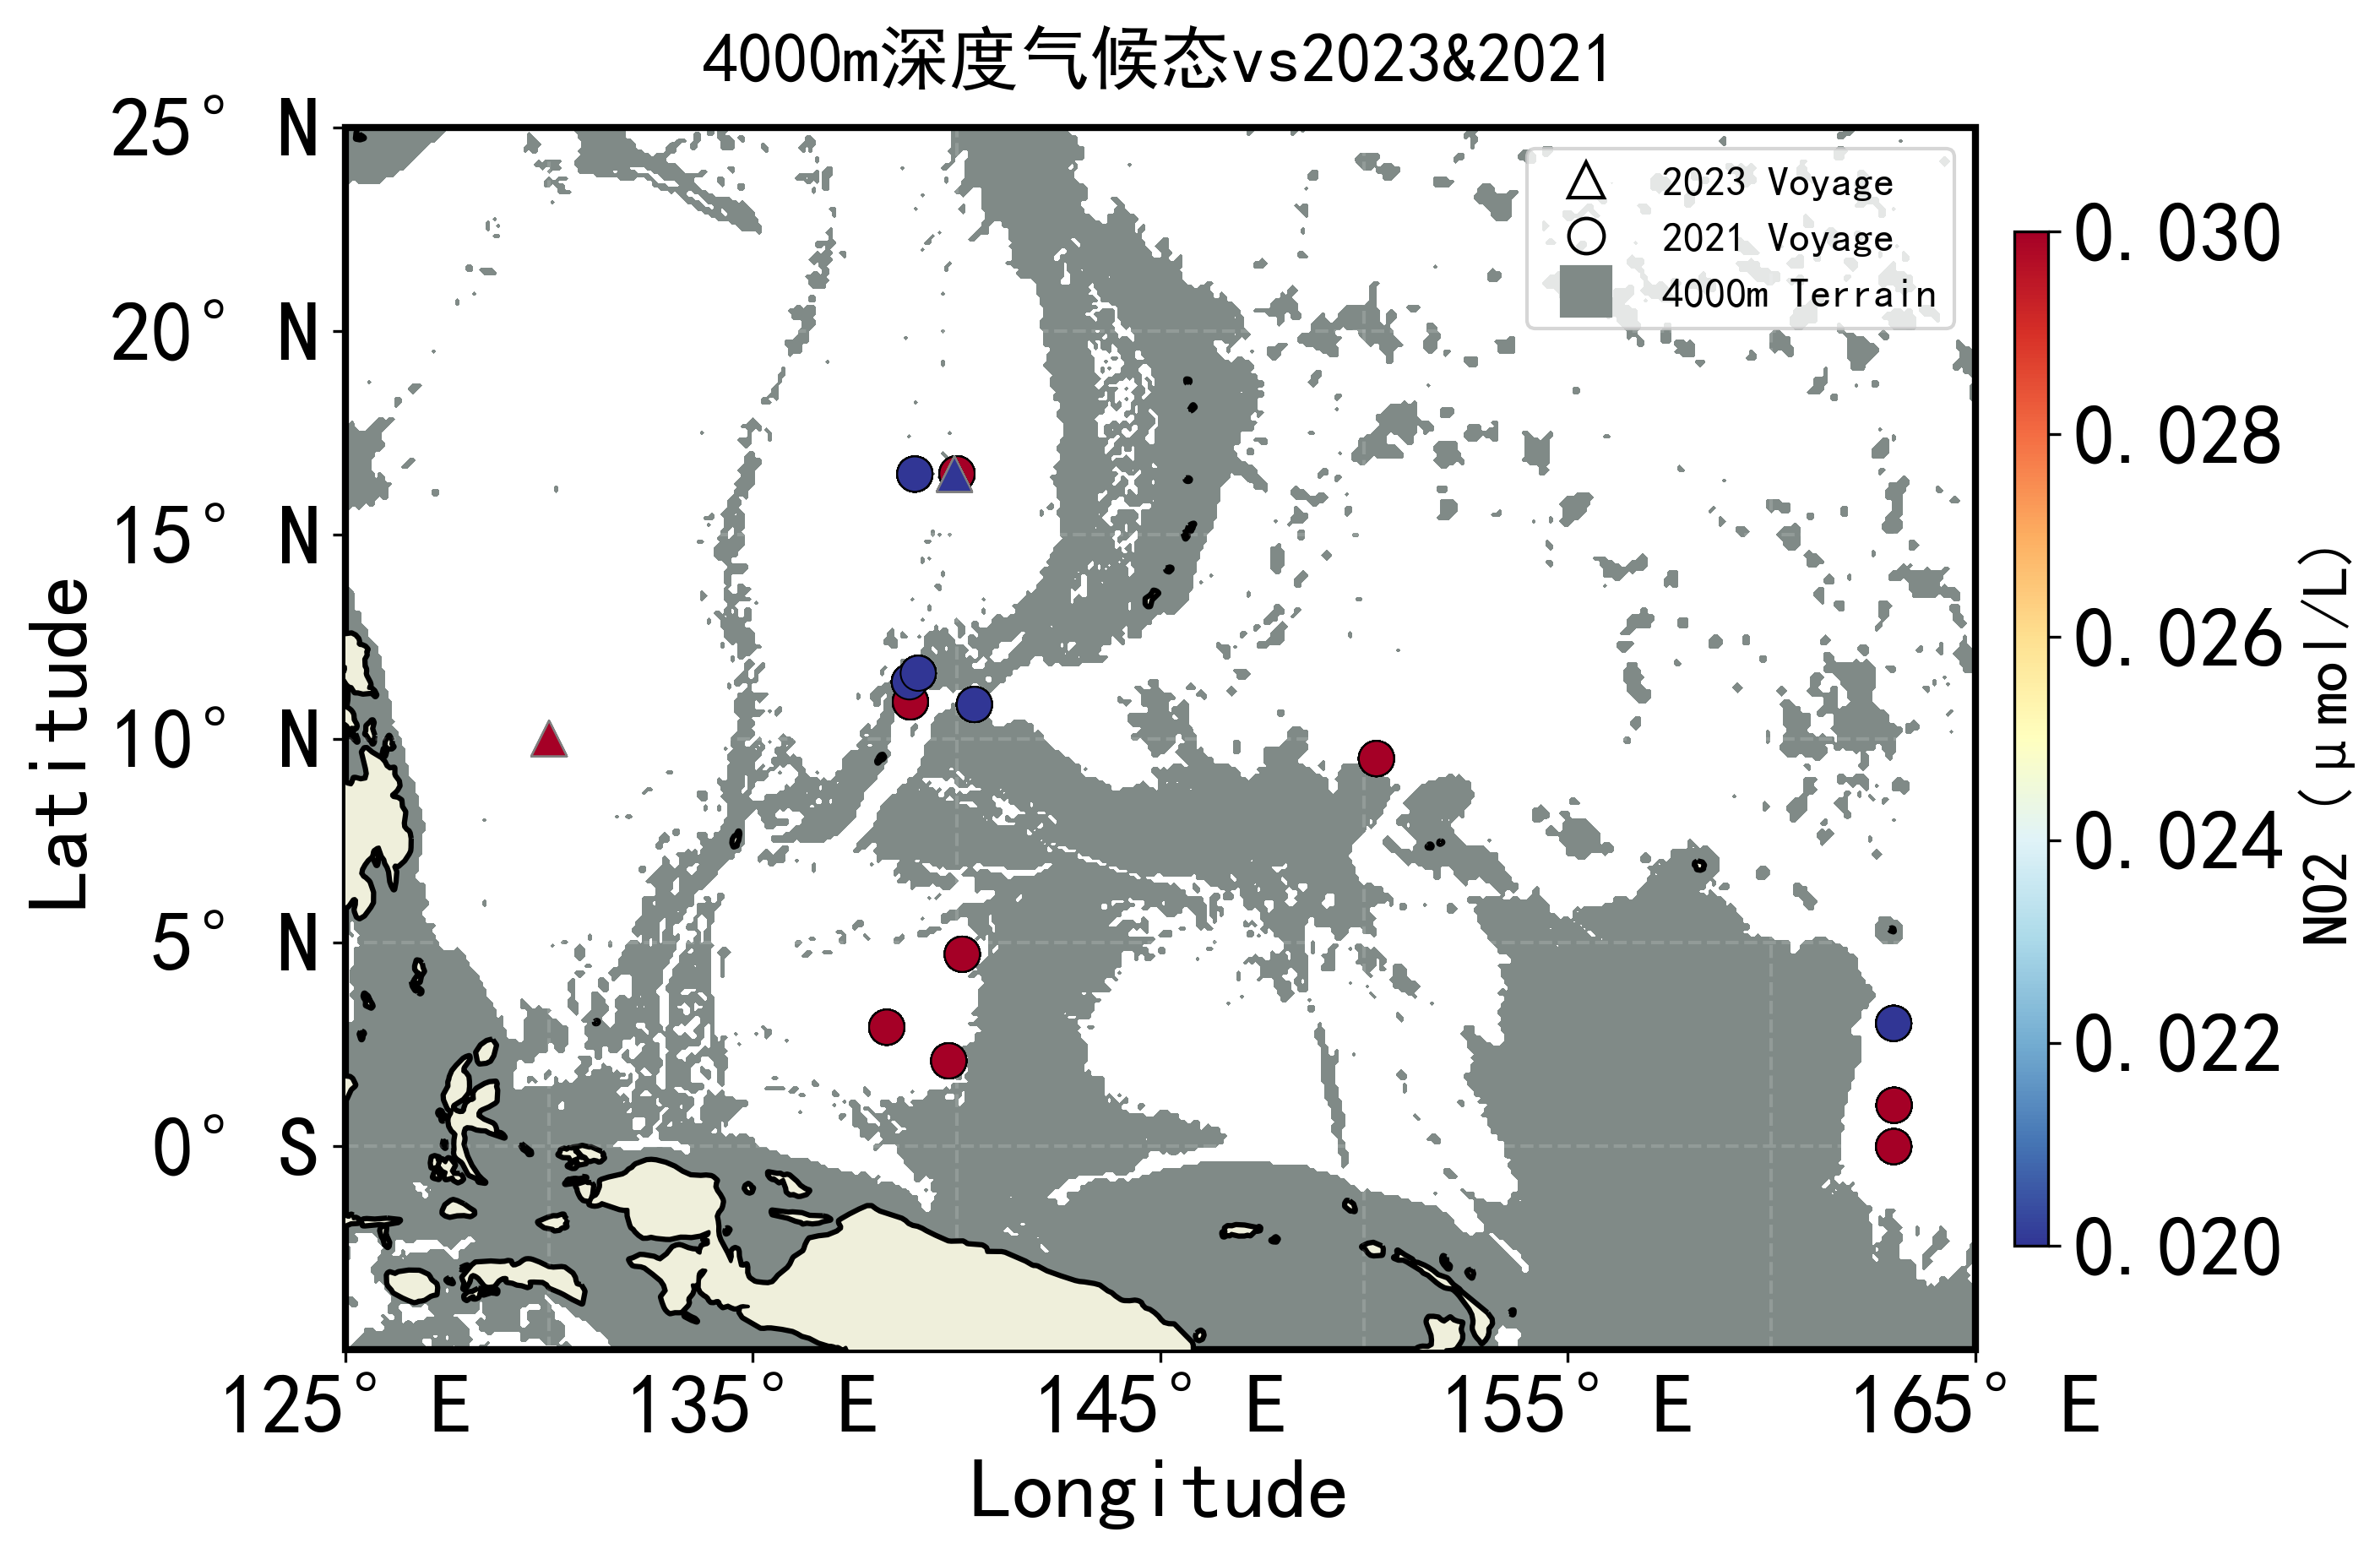 4000m深度气候态vs2023&2021
25° N
20° N
15° N
10° N
5° N
0° S
Latitude
2023 Voyage
2021 Voyage
4000m Terrain
125° E
135° E
145° E
155° E
165° E
Longitude
0.030
0.028
0.026
0.024
0.022
0.020
NO2 (μmol/L)